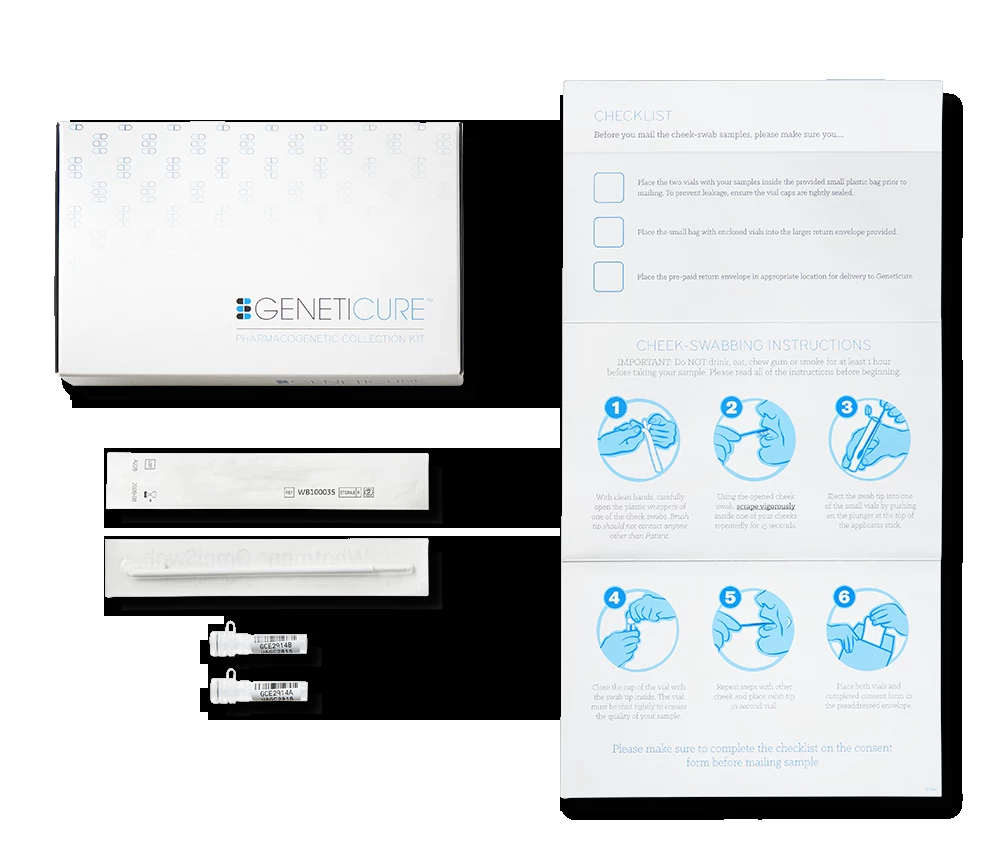 GENETICURE™
PHARMACOGENETIC COLLECTION KIT
GENETICURE
REF WB100035 STERILE R
GCE2914B
GCE2914A
CHECKLIST
Before you mail the cheek-swab samples, please make sure you....
Place the two vials with your samples inside the provided small plastic bag prior to
mailing. To prevent leakage, ensure the vial caps are tightly sealed.
Place the small bag with enclosed vials into the larger return envelope provided.
Place the pre-paid return envelope in appropriate location for delivery to Geneticure.
CHEEK-SWABBING INSTRUCTIONS
IMPORTANT: Do NOT drink, eat, chew gum or smoke for at least 1 hour
before taking your sample. Please read all of the instructions before beginning.
1
With clean hands, carefully
open the plastic wrappers of
one of the cheek swabs. Brush
tip should not contact anyone
other than Patient.
2
Using the opened cheek
swab, scrape vigorously
inside one of your cheeks
repeatedly for 15 seconds.
3
Eject the swab tip into one
of the small vials by pushing
on the plunger at the top of
the applicator stick.
4
Close the cap of the vial with
the swab tip inside. The vial
must be shut tightly to ensure
the quality of your sample.
5
Repeat steps with other
cheek and place swab tip
in second vial.
6
Place both vials and
completed consent form in
the preaddressed envelope.
Please make sure to complete the checklist on the consent
form before mailing sample